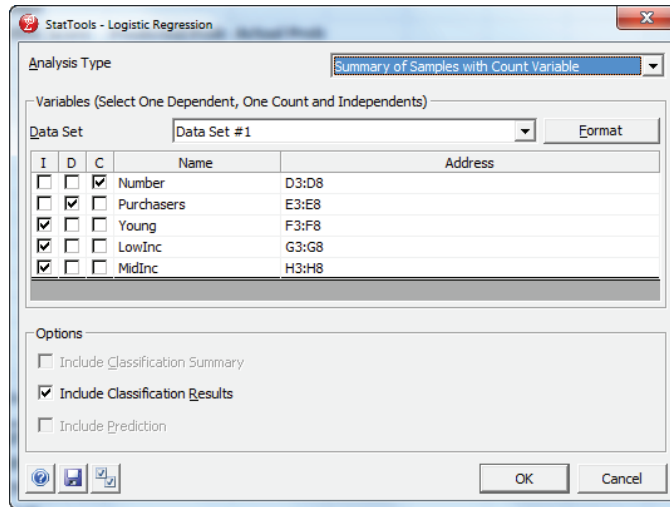 StatTools - Logistic Regression
Analysis Type Summary of Samples with Count Variable
Variables (Select One Dependent, One Count and Independents)
Data Set Data Set #1 Format
I D C Name Address
Number D3:D8
Purchasers E3:E8
Young F3:F8
LowInc G3:G8
MidInc H3:H8
Options
Include Classification Summary
Include Classification Results
Include Prediction
OK Cancel